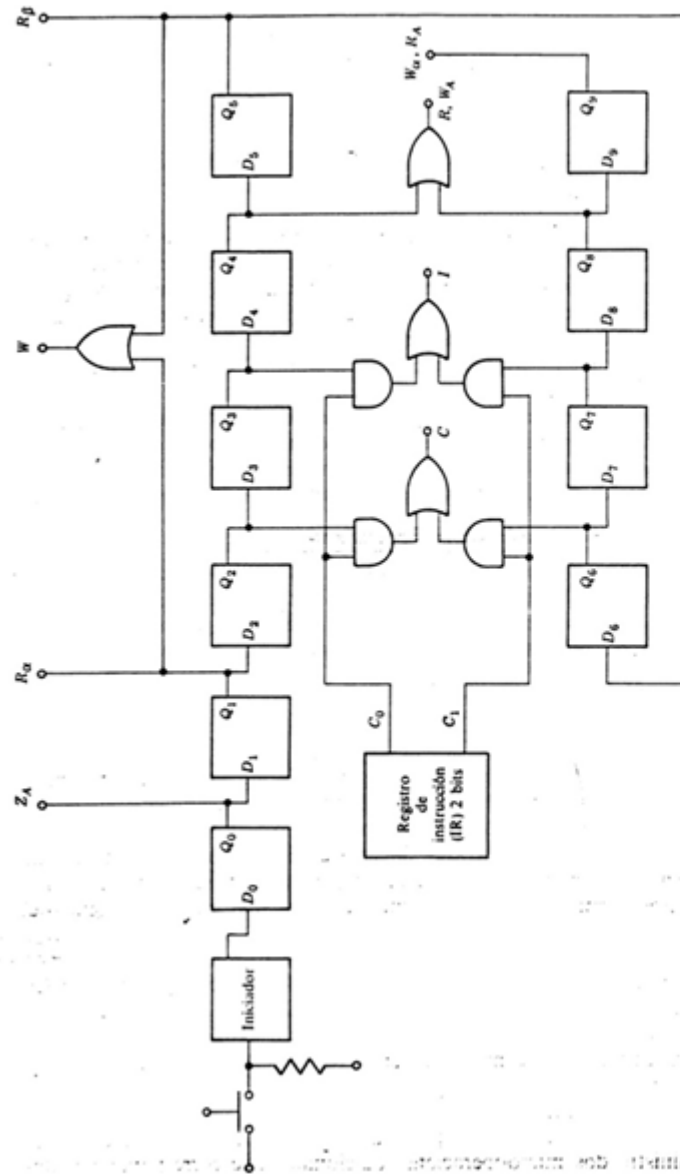 R_β
W
R_α
Z_A
Q_5
D_5
Q_4
D_4
Q_3
D_3
Q_2
D_2
Q_1
D_1
Q_0
D_0
Iniciador
W_α, R_A
R, W_A
I
C
C_0
C_1
Registro
de
instrucción
(IR) 2 bits
Q_9
D_9
Q_8
D_8
Q_7
D_7
Q_6
D_6